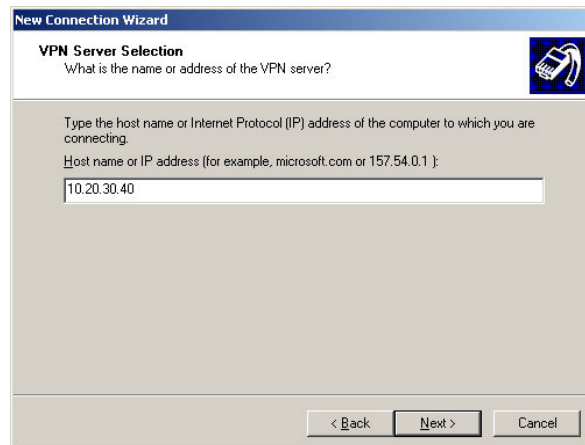 New Connection Wizard
VPN Server Selection
What is the name or address of the VPN server?
Type the host name or Internet Protocol (IP) address of the computer to which you are
connecting.
Host name or IP address (for example, microsoft.com or 157.54.0.1 ):
10.20.30.40
< Back Next > Cancel